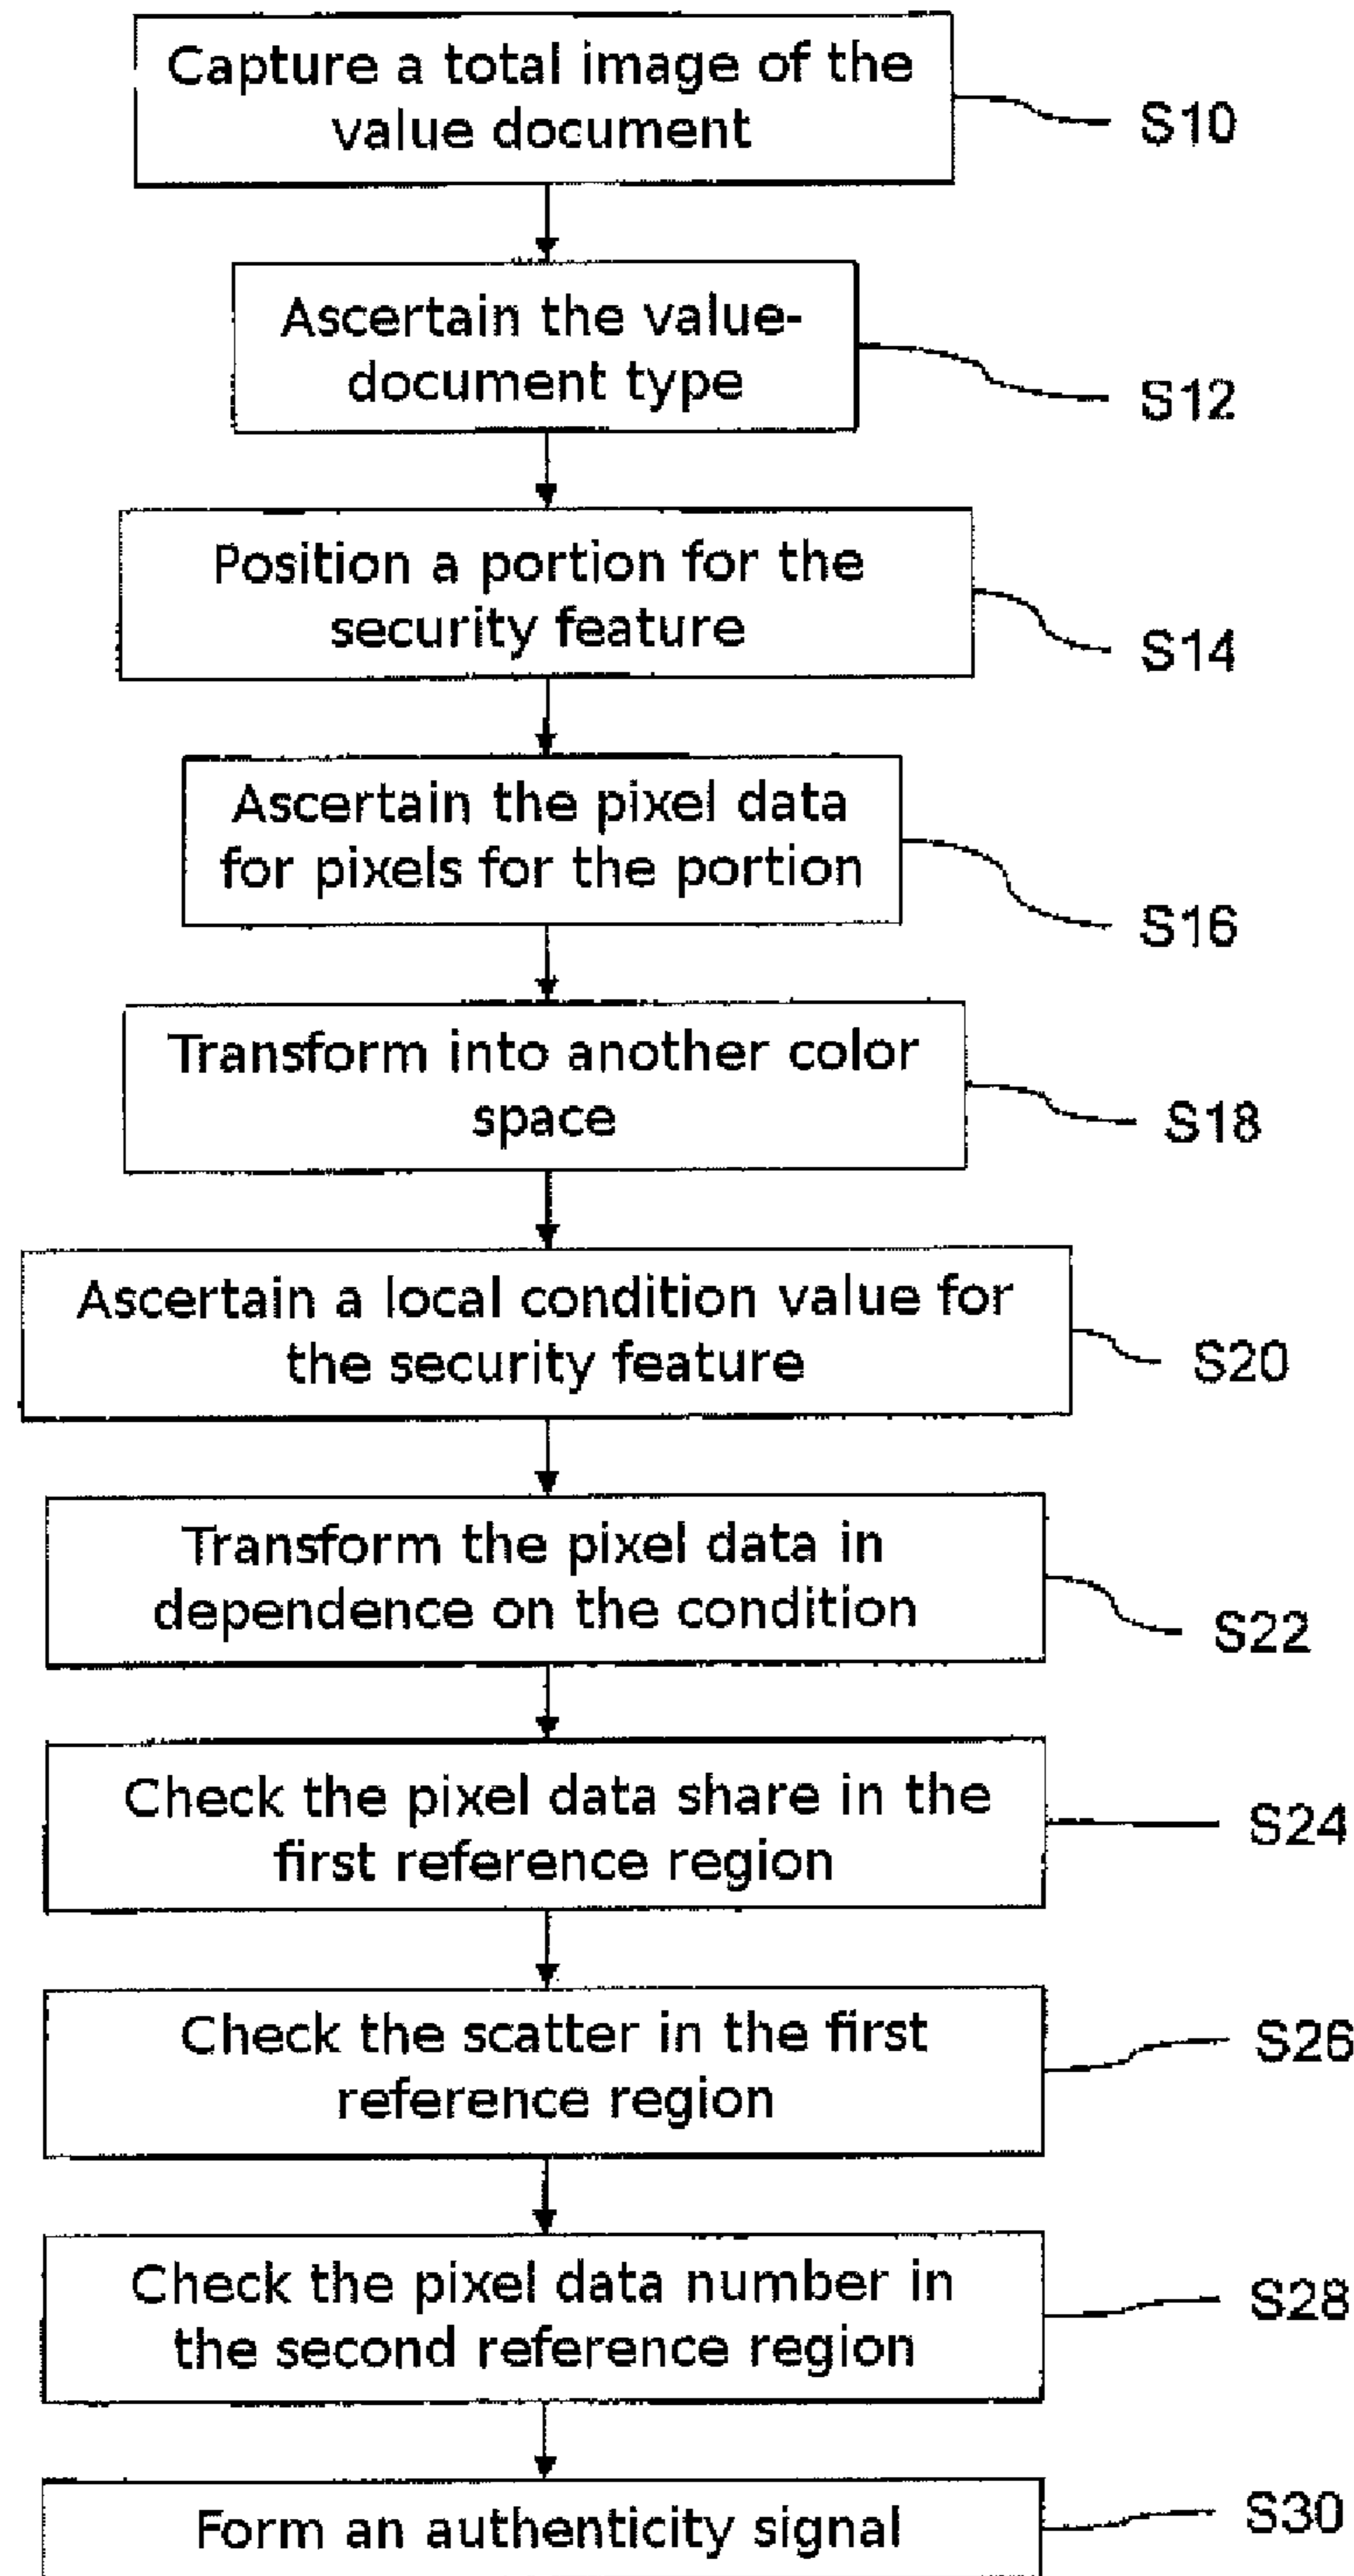 Capture a total image of the
value document
S10
Ascertain the value-
document type
S12
Position a portion for the
security feature
S14
Ascertain the pixel data
for pixels for the portion
S16
Transform into another color
space
S18
Ascertain a local condition value for
the security feature
S20
Transform the pixel data in
dependence on the condition
S22
Check the pixel data share in the
first reference region
S24
Check the scatter in the first
reference region
S26
Check the pixel data number in
the second reference region
S28
Form an authenticity signal
S30